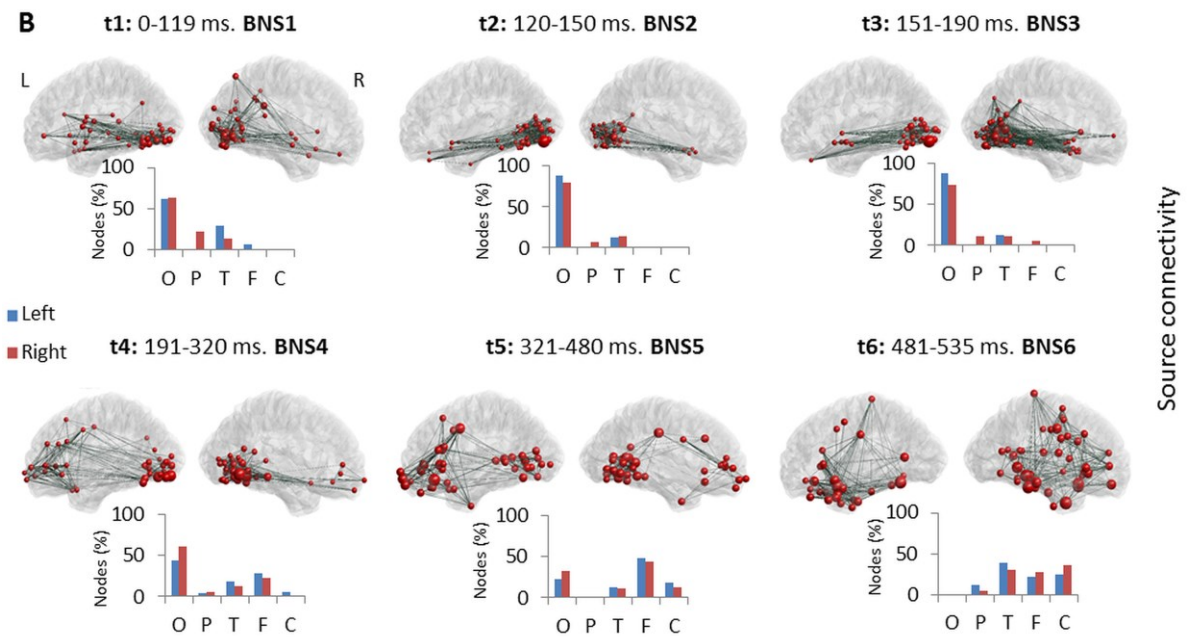 B
t1: 0-119 ms. BNS1
t2: 120-150 ms. BNS2
t3: 151-190 ms. BNS3
L
R
100
50
0
Nodes (%)
O P T F C
100
50
0
Nodes (%)
O P T F C
100
50
0
Nodes (%)
O P T F C
Source connectivity
Left
Right
t4: 191-320 ms. BNS4
t5: 321-480 ms. BNS5
t6: 481-535 ms. BNS6
100
50
0
Nodes (%)
O P T F C
100
50
0
Nodes (%)
O P T F C
100
50
0
Nodes (%)
O P T F C